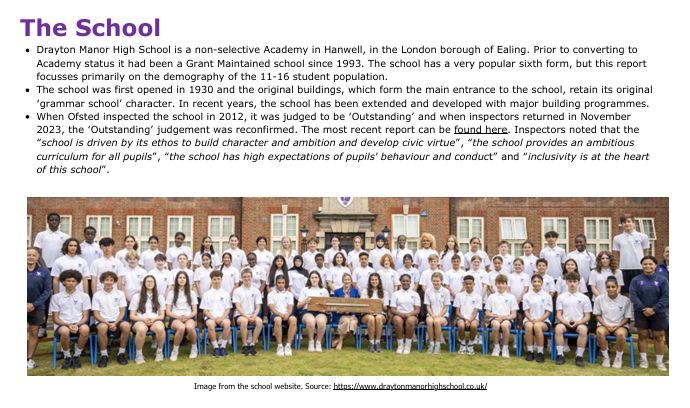 The School
• Drayton Manor High School is a non-selective Academy in Hanwell, in the London borough of Ealing. Prior to converting to
Academy status it had been a Grant Maintained school since 1993. The school has a very popular sixth form, but this report
focusses primarily on the demography of the 11-16 student population.
• The school was first opened in 1930 and the original buildings, which form the main entrance to the school, retain its original
‘grammar school’ character. In recent years, the school has been extended and developed with major building programmes.
• When Ofsted inspected the school in 2012, it was judged to be ‘Outstanding’ and when inspectors returned in November
2023, the ‘Outstanding’ judgement was reconfirmed. The most recent report can be found here. Inspectors noted that the
“school is driven by its ethos to build character and ambition and develop civic virtue”, “the school provides an ambitious
curriculum for all pupils”, “the school has high expectations of pupils’ behaviour and conduct” and “inclusivity is at the heart
of this school”.
Image from the school website. Source: https://www.draytonmanorhighschool.co.uk/